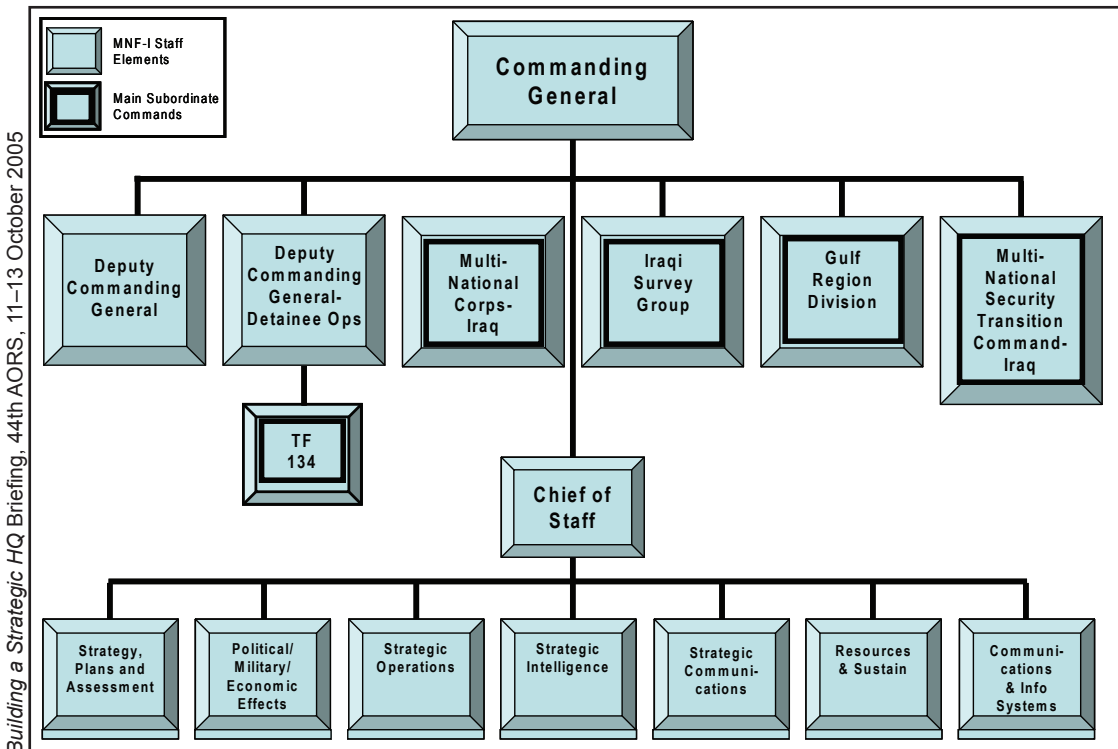 MNF-I Staff
Elements
Main Subordinate
Commands
Commanding
General
Deputy
Commanding
General
Deputy
Commanding
General-
Detainee Ops
Multi-
National
Corps-
Iraq
Iraqi
Survey
Group
Gulf
Region
Division
Multi-
National
Security
Transition
Command-
Iraq
TF
134
Chief of
Staff
Strategy,
Plans and
Assessment
Political/
Military/
Economic
Effects
Strategic
Operations
Strategic
Intelligence
Strategic
Communi-
cations
Resources
& Sustain
Communi-
cations
& Info
Systems
Building a Strategic HQ Briefing, 44th AORS, 11–13 October 2005